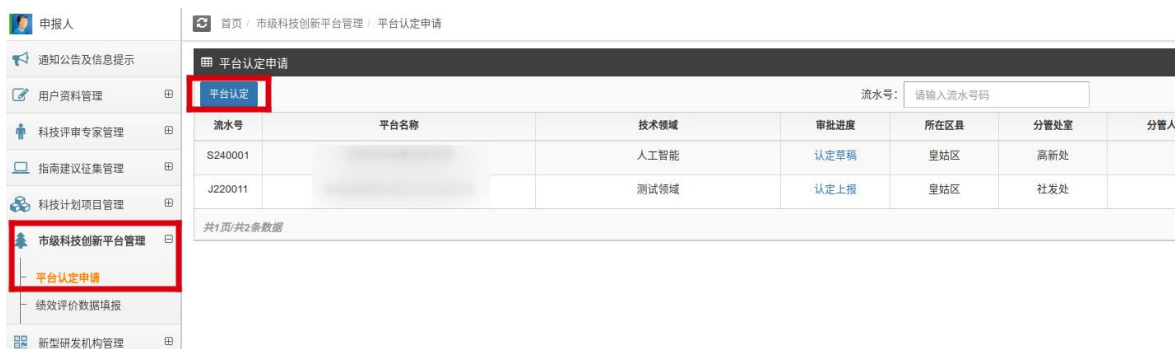 申报人
首页 / 市级科技创新平台管理 / 平台认定申请
通知公告及信息提示
平台认定申请
用户资料管理
平台认定
流水号：
请输入流水号码
科技评审专家管理
流水号 平台名称 技术领域 审批进度 所在区县 分管处室 分管人
指南建议征集管理
S240001 人工智能 认定草稿 皇姑区 高新处
科技计划项目管理
J220011 测试领域 认定上报 皇姑区 社发处
市级科技创新平台管理
共1页/共2条数据
平台认定申请
绩效评价数据填报
新型研发机构管理